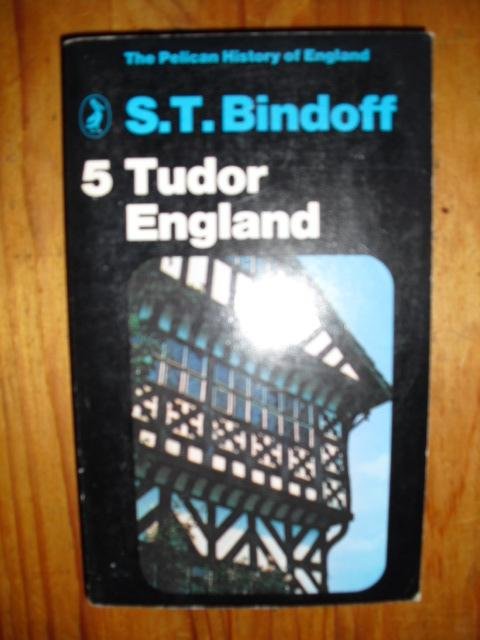 The Pelican History of England
S.T. Bindoff
5 Tudor
England